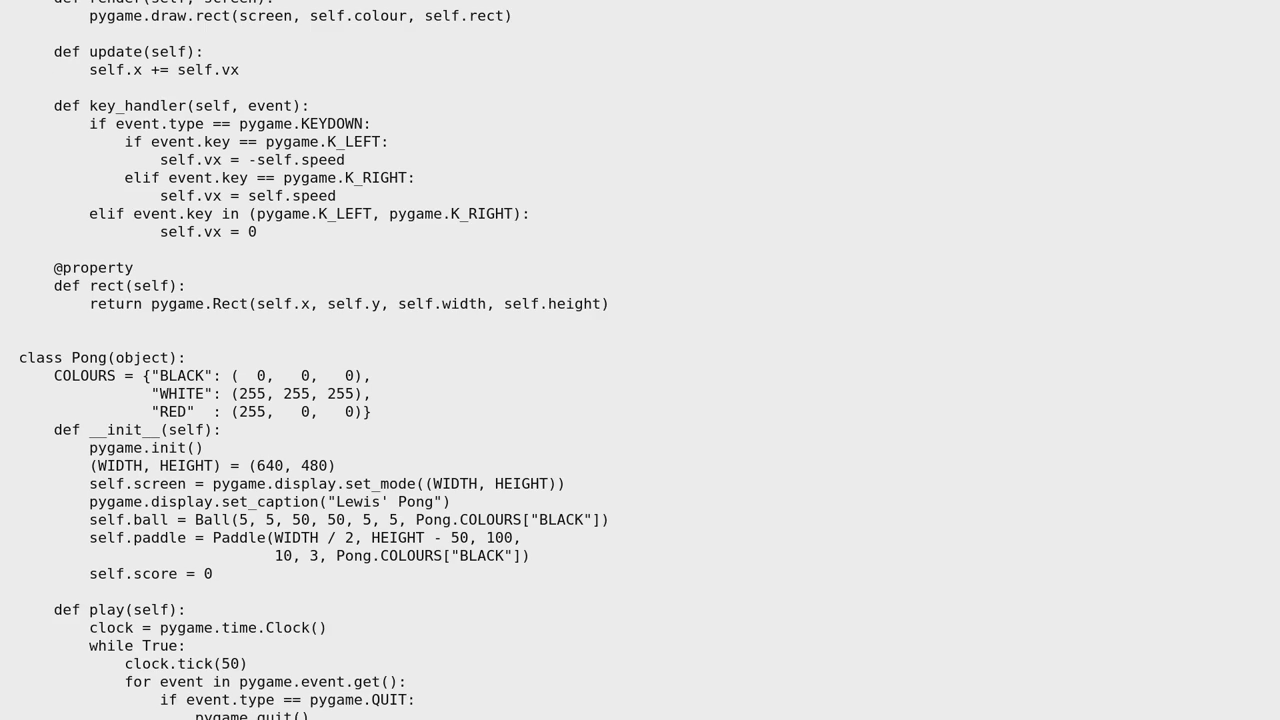 def render(self, screen):
        pygame.draw.rect(screen, self.colour, self.rect)

    def update(self):
        self.x += self.vx

    def key_handler(self, event):
        if event.type == pygame.KEYDOWN:
            if event.key == pygame.K_LEFT:
                self.vx = -self.speed
            elif event.key == pygame.K_RIGHT:
                self.vx = self.speed
        elif event.key in (pygame.K_LEFT, pygame.K_RIGHT):
                self.vx = 0

    @property
    def rect(self):
        return pygame.Rect(self.x, self.y, self.width, self.height)


class Pong(object):
    COLOURS = {"BLACK": (  0,   0,   0),
               "WHITE": (255, 255, 255),
               "RED"  : (255,   0,   0)}
    def __init__(self):
        pygame.init()
        (WIDTH, HEIGHT) = (640, 480)
        self.screen = pygame.display.set_mode((WIDTH, HEIGHT))
        pygame.display.set_caption("Lewis' Pong")
        self.ball = Ball(5, 5, 50, 50, 5, 5, Pong.COLOURS["BLACK"])
        self.paddle = Paddle(WIDTH / 2, HEIGHT - 50, 100,
                             10, 3, Pong.COLOURS["BLACK"])
        self.score = 0

    def play(self):
        clock = pygame.time.Clock()
        while True:
            clock.tick(50)
            for event in pygame.event.get():
                if event.type == pygame.QUIT:
                    pygame.quit()